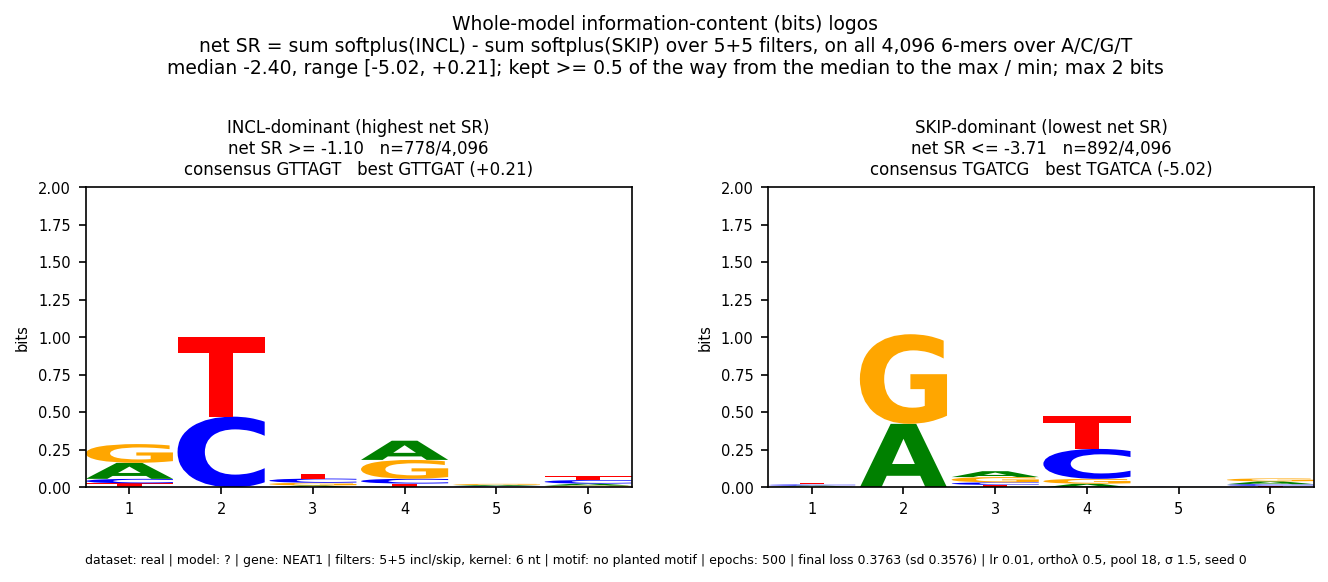 Whole-model information-content (bits) logos
net SR = sum softplus(INCL) - sum softplus(SKIP) over 5+5 filters, on all 4,096 6-mers over A/C/G/T
median -2.40, range [-5.02, +0.21]; kept >= 0.5 of the way from the median to the max / min; max 2 bits
INCL-dominant (highest net SR)
net SR >= -1.10   n=778/4,096
consensus GTTAGT   best GTTGAT (+0.21)
2.00
1.75
1.50
1.25
1.00
0.75
0.50
0.25
0.00
bits
1 2 3 4 5 6
SKIP-dominant (lowest net SR)
net SR <= -3.71   n=892/4,096
consensus TGATCG   best TGATCA (-5.02)
2.00
1.75
1.50
1.25
1.00
0.75
0.50
0.25
0.00
bits
1 2 3 4 5 6
dataset: real | model: ? | gene: NEAT1 | filters: 5+5 incl/skip, kernel: 6 nt | motif: no planted motif | epochs: 500 | final loss 0.3763 (sd 0.3576) | lr 0.01, orthoλ 0.5, pool 18, σ 1.5, seed 0